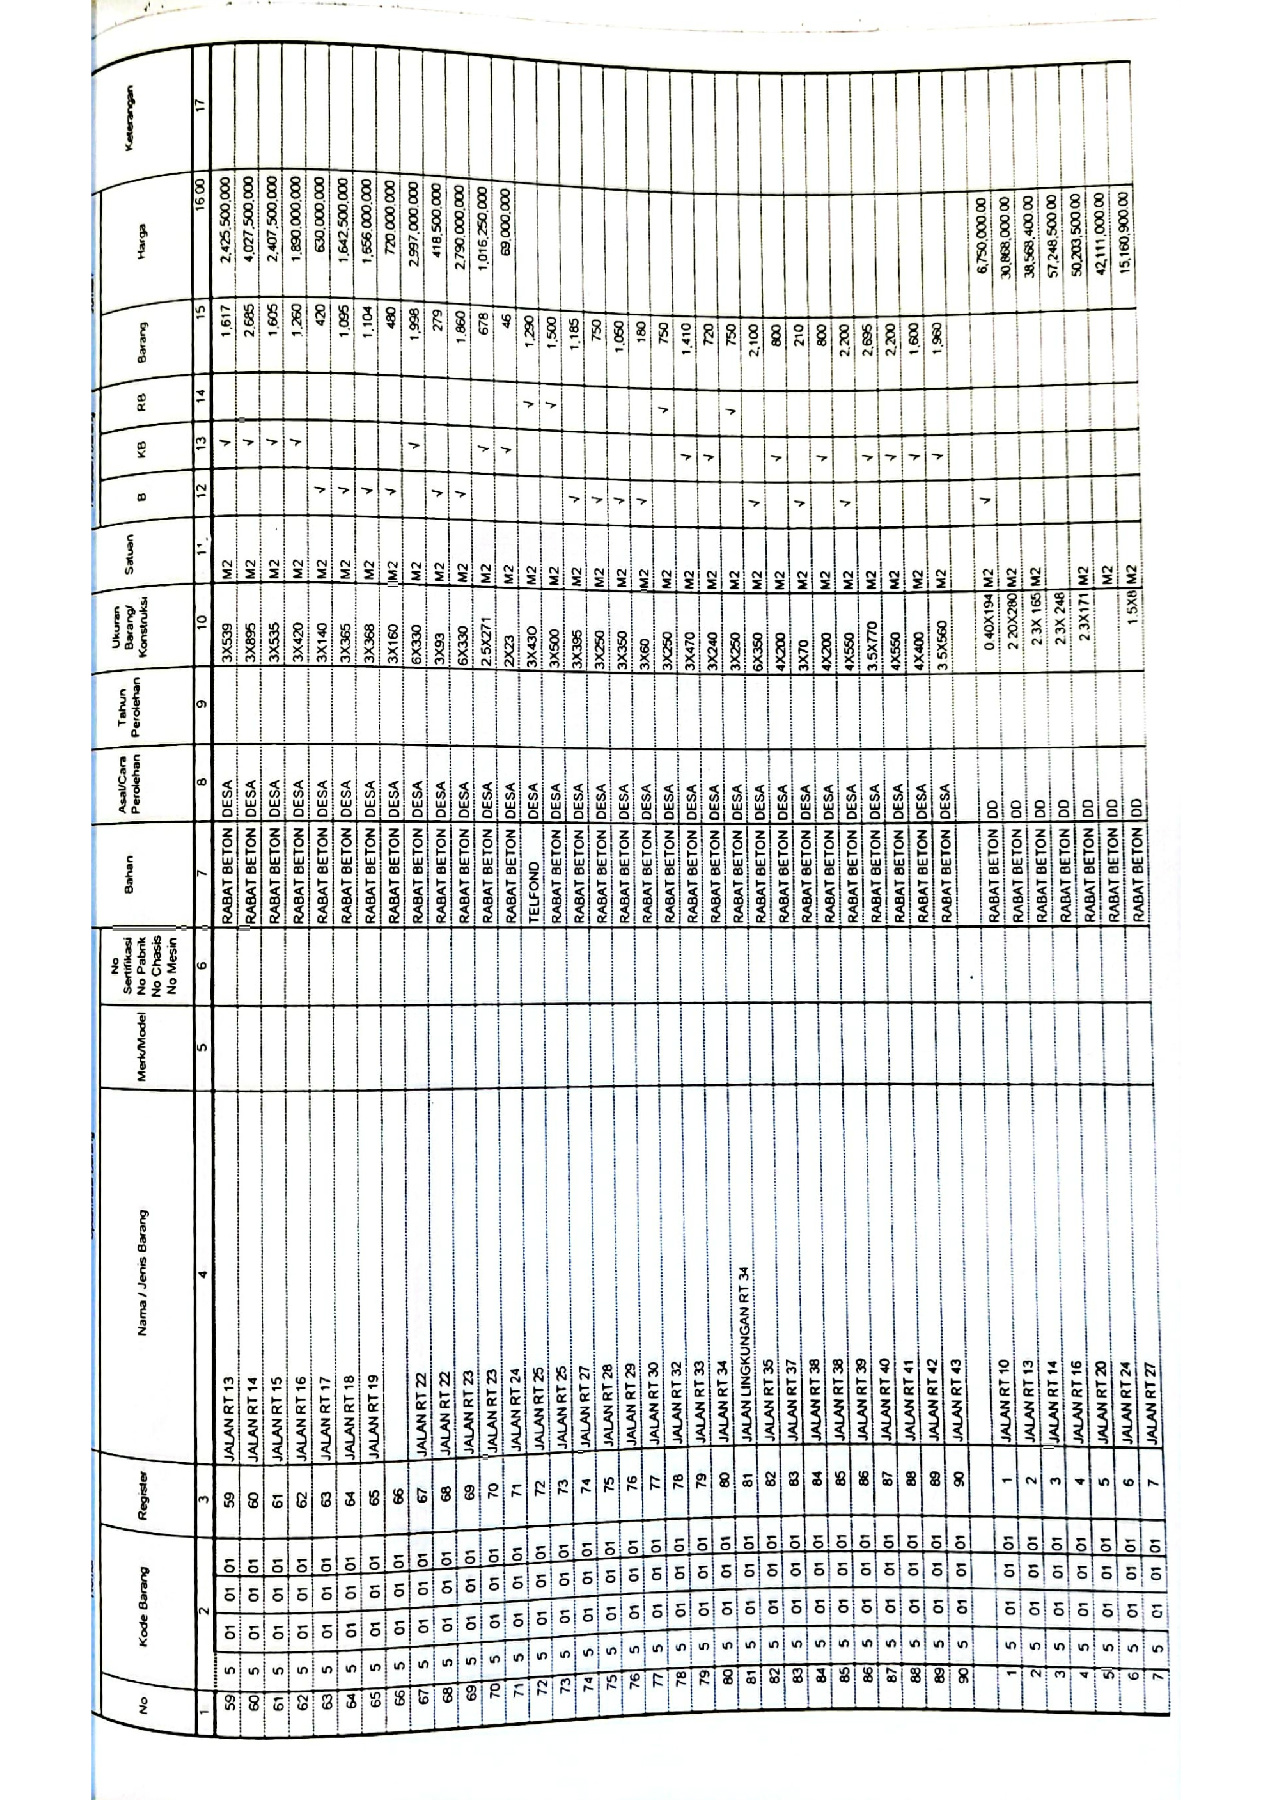 No | Kode Barang | Register | Nama / Jenis Barang | Merk/Model | No Sertifikasi No Pabrik No Chasis No Mesin | Bahan | Asal/Cara Perolehan | Tahun Perolehan | Ukuran Barang/ Konstruksi | Satuan | B | KB | RB | Barang | Harga | Keterangan
1 | 2 | 3 | 4 | 5 | 6 | 7 | 8 | 9 | 10 | 11 | 12 | 13 | 14 | 15 | 16.00 | 17
59 | 5 | 01 | 01 | 01 | 59 | JALAN RT 13 | RABAT BETON | DESA | 3X539 | M2 | √ | 1,617 | 2,425,500,000
60 | 5 | 01 | 01 | 01 | 60 | JALAN RT 14 | RABAT BETON | DESA | 3X895 | M2 | √ | 2,685 | 4,027,500,000
61 | 5 | 01 | 01 | 01 | 61 | JALAN RT 15 | RABAT BETON | DESA | 3X535 | M2 | √ | 1,605 | 2,407,500,000
62 | 5 | 01 | 01 | 01 | 62 | JALAN RT 16 | RABAT BETON | DESA | 3X420 | M2 | √ | 1,260 | 1,890,000,000
63 | 5 | 01 | 01 | 01 | 63 | JALAN RT 17 | RABAT BETON | DESA | 3X140 | M2 | √ | 420 | 630,000,000
64 | 5 | 01 | 01 | 01 | 64 | JALAN RT 18 | RABAT BETON | DESA | 3X365 | M2 | √ | 1,095 | 1,642,500,000
65 | 5 | 01 | 01 | 01 | 65 | JALAN RT 19 | RABAT BETON | DESA | 3X368 | M2 | √ | 1,104 | 1,656,000,000
66 | 5 | 01 | 01 | 01 | 66 | RABAT BETON | DESA | 3X160 | M2 | √ | 480 | 720,000,000
67 | 5 | 01 | 01 | 01 | 67 | JALAN RT 22 | RABAT BETON | DESA | 6X330 | M2 | √ | 1,998 | 2,997,000,000
68 | 5 | 01 | 01 | 01 | 68 | JALAN RT 22 | RABAT BETON | DESA | 3X93 | M2 | √ | 279 | 418,500,000
69 | 5 | 01 | 01 | 01 | 69 | JALAN RT 23 | RABAT BETON | DESA | 6X330 | M2 | √ | 1,860 | 2,790,000,000
70 | 5 | 01 | 01 | 01 | 70 | JALAN RT 23 | RABAT BETON | DESA | 2.5X271 | M2 | √ | 678 | 1,016,250,000
71 | 5 | 01 | 01 | 01 | 71 | JALAN RT 24 | RABAT BETON | DESA | 2X23 | M2 | √ | 46 | 69,000,000
72 | 5 | 01 | 01 | 01 | 72 | JALAN RT 25 | TELFOND | DESA | 3X430 | M2 | √ | 1,290
73 | 5 | 01 | 01 | 01 | 73 | JALAN RT 25 | RABAT BETON | DESA | 3X500 | M2 | √ | 1,500
74 | 5 | 01 | 01 | 01 | 74 | JALAN RT 27 | RABAT BETON | DESA | 3X395 | M2 | √ | 1,185
75 | 5 | 01 | 01 | 01 | 75 | JALAN RT 28 | RABAT BETON | DESA | 3X250 | M2 | √ | 750
76 | 5 | 01 | 01 | 01 | 76 | JALAN RT 29 | RABAT BETON | DESA | 3X350 | M2 | √ | 1,050
77 | 5 | 01 | 01 | 01 | 77 | JALAN RT 30 | RABAT BETON | DESA | 3X60 | M2 | √ | 180
78 | 5 | 01 | 01 | 01 | 78 | JALAN RT 32 | RABAT BETON | DESA | 3X250 | M2 | √ | 750
79 | 5 | 01 | 01 | 01 | 79 | JALAN RT 33 | RABAT BETON | DESA | 3X470 | M2 | √ | 1,410
80 | 5 | 01 | 01 | 01 | 80 | JALAN RT 34 | RABAT BETON | DESA | 3X240 | M2 | √ | 720
81 | 5 | 01 | 01 | 01 | 81 | JALAN LINGKUNGAN RT 34 | RABAT BETON | DESA | 3X250 | M2 | √ | 750
82 | 5 | 01 | 01 | 01 | 82 | JALAN RT 35 | RABAT BETON | DESA | 6X350 | M2 | √ | 2,100
83 | 5 | 01 | 01 | 01 | 83 | JALAN RT 37 | RABAT BETON | DESA | 4X200 | M2 | √ | 800
84 | 5 | 01 | 01 | 01 | 84 | JALAN RT 38 | RABAT BETON | DESA | 3X70 | M2 | √ | 210
85 | 5 | 01 | 01 | 01 | 85 | JALAN RT 38 | RABAT BETON | DESA | 4X200 | M2 | √ | 800
86 | 5 | 01 | 01 | 01 | 86 | JALAN RT 39 | RABAT BETON | DESA | 4X550 | M2 | √ | 2,200
87 | 5 | 01 | 01 | 01 | 87 | JALAN RT 40 | RABAT BETON | DESA | 3.5X770 | M2 | √ | 2,695
88 | 5 | 01 | 01 | 01 | 88 | JALAN RT 41 | RABAT BETON | DESA | 4X550 | M2 | √ | 2,200
89 | 5 | 01 | 01 | 01 | 89 | JALAN RT 42 | RABAT BETON | DESA | 4X400 | M2 | √ | 1,600
90 | 5 | 01 | 01 | 01 | 90 | JALAN RT 43 | RABAT BETON | DESA | 3.5X560 | M2 | √ | 1,960
1 | 5 | 01 | 01 | 01 | 1 | JALAN RT 10 | RABAT BETON | DD | 0.40X194 | M2 | √ | 6,750,000.00
2 | 5 | 01 | 01 | 01 | 2 | JALAN RT 13 | RABAT BETON | DD | 2.20X280 | M2 | 30,868,000.00
3 | 5 | 01 | 01 | 01 | 3 | JALAN RT 14 | RABAT BETON | DD | 2.3X 165 | M2 | 38,568,400.00
4 | 5 | 01 | 01 | 01 | 4 | JALAN RT 16 | RABAT BETON | DD | 2.3X 248 | 57,248,500.00
5 | 5 | 01 | 01 | 01 | 5 | JALAN RT 20 | RABAT BETON | DD | 2.3X171 | M2 | 50,203,500.00
6 | 5 | 01 | 01 | 01 | 6 | JALAN RT 24 | RABAT BETON | DD | M2 | 42,111,000.00
7 | 5 | 01 | 01 | 01 | 7 | JALAN RT 27 | RABAT BETON | DD | 1.5X8 | M2 | 15,160,900.00